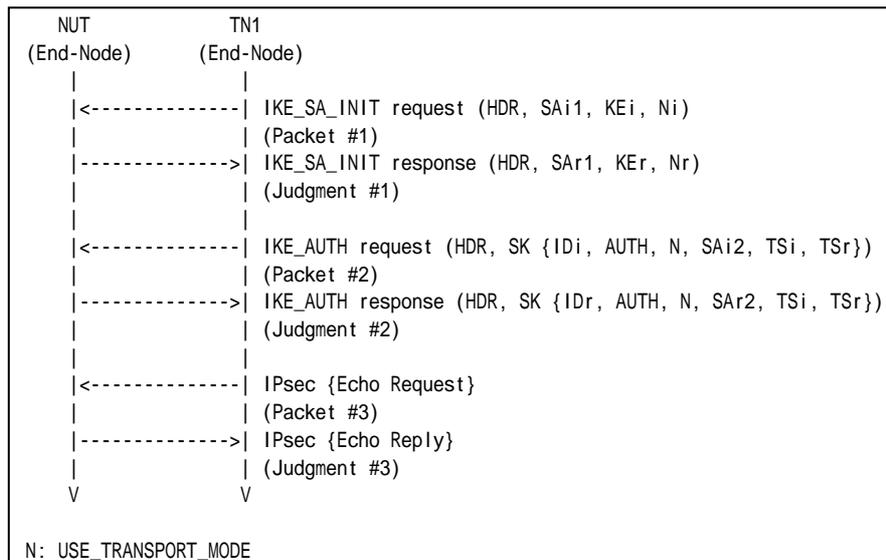 NUT            TN1
(End-Node)     (End-Node)
    |              |
    |<--------------| IKE_SA_INIT request (HDR, SAi1, KEi, Ni)
    |              | (Packet #1)
    |-------------->| IKE_SA_INIT response (HDR, SAr1, KEr, Nr)
    |              | (Judgment #1)
    |              |
    |<--------------| IKE_AUTH request (HDR, SK {IDi, AUTH, N, SAi2, TSi, TSr})
    |              | (Packet #2)
    |-------------->| IKE_AUTH response (HDR, SK {IDr, AUTH, N, SAr2, TSi, TSr})
    |              | (Judgment #2)
    |              |
    |<--------------| IPsec {Echo Request}
    |              | (Packet #3)
    |-------------->| IPsec {Echo Reply}
    |              | (Judgment #3)
    V              V
N: USE_TRANSPORT_MODE